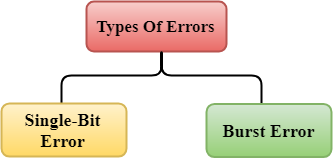 Types Of Errors
Single-Bit
Error
Burst Error